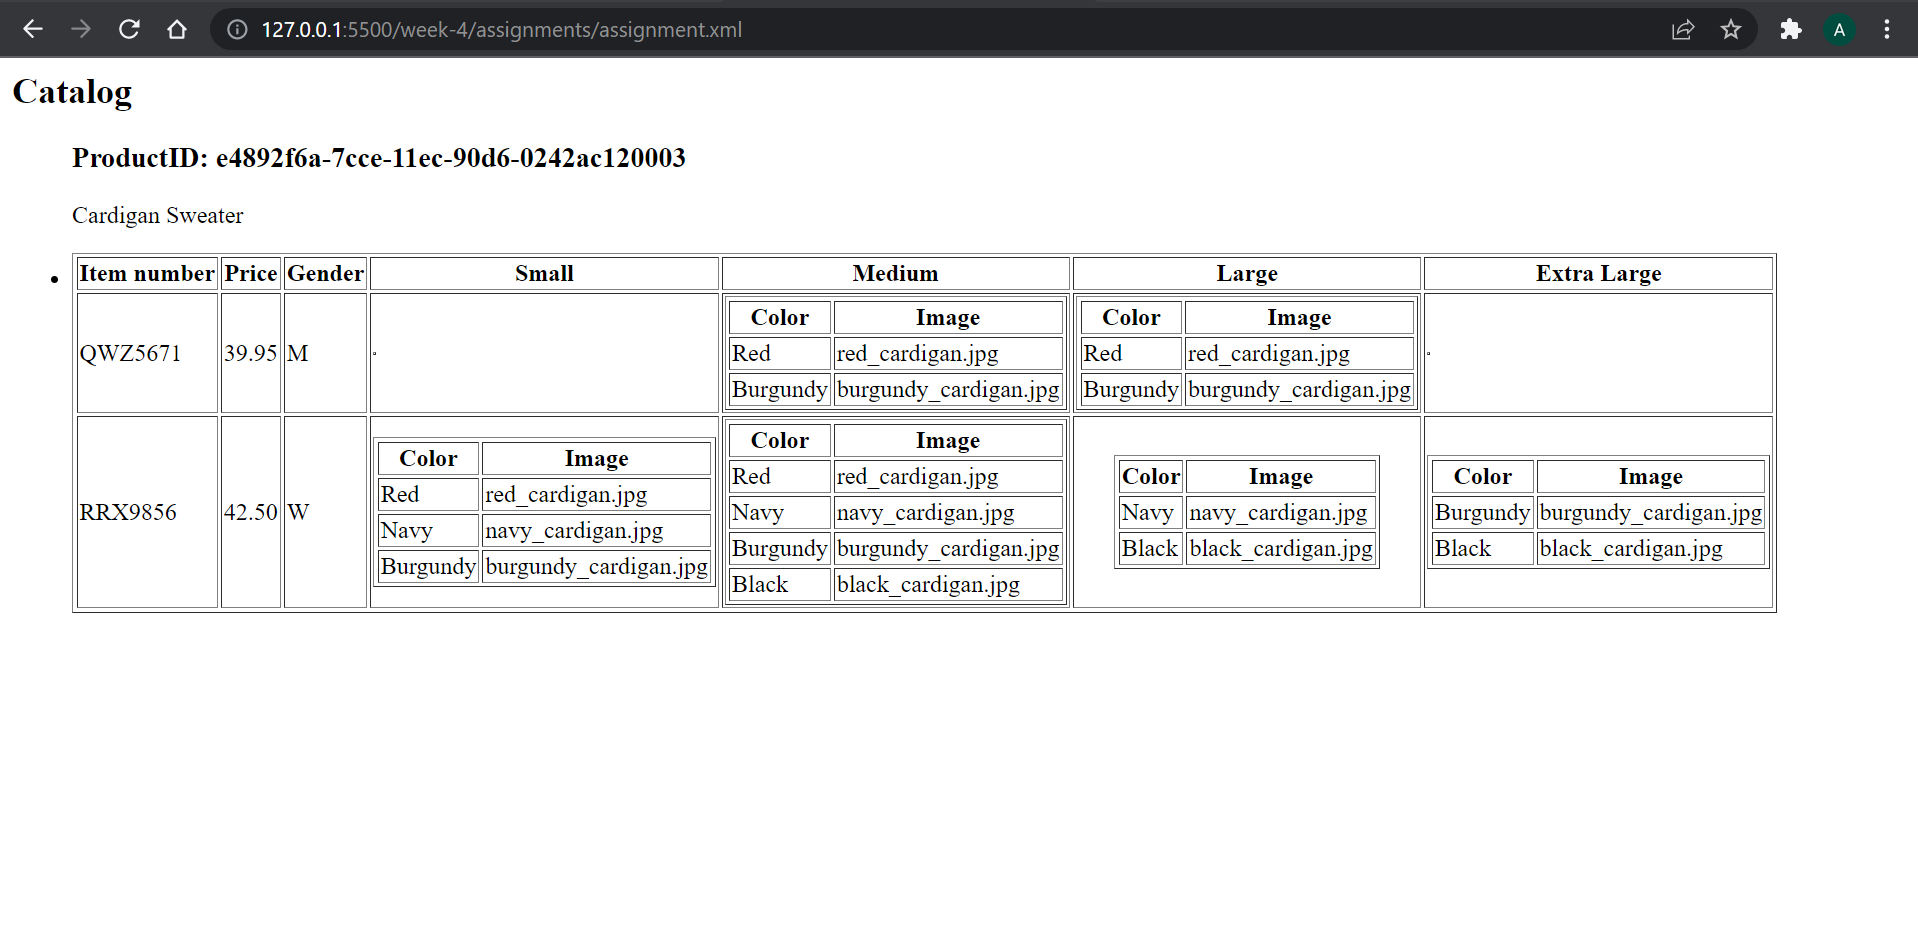 127.0.0.1:5500/week-4/assignments/assignment.xml
A
Catalog
ProductID: e4892f6a-7cce-11ec-90d6-0242ac120003
Cardigan Sweater
Item number Price Gender Small Medium Large Extra Large
QWZ5671 39.95 M
Color Image
Red red_cardigan.jpg
Burgundy burgundy_cardigan.jpg
Color Image
Red red_cardigan.jpg
Burgundy burgundy_cardigan.jpg
RRX9856 42.50 W
Color Image
Red red_cardigan.jpg
Navy navy_cardigan.jpg
Burgundy burgundy_cardigan.jpg
Color Image
Red red_cardigan.jpg
Navy navy_cardigan.jpg
Burgundy burgundy_cardigan.jpg
Black black_cardigan.jpg
Color Image
Navy navy_cardigan.jpg
Black black_cardigan.jpg
Color Image
Burgundy burgundy_cardigan.jpg
Black black_cardigan.jpg